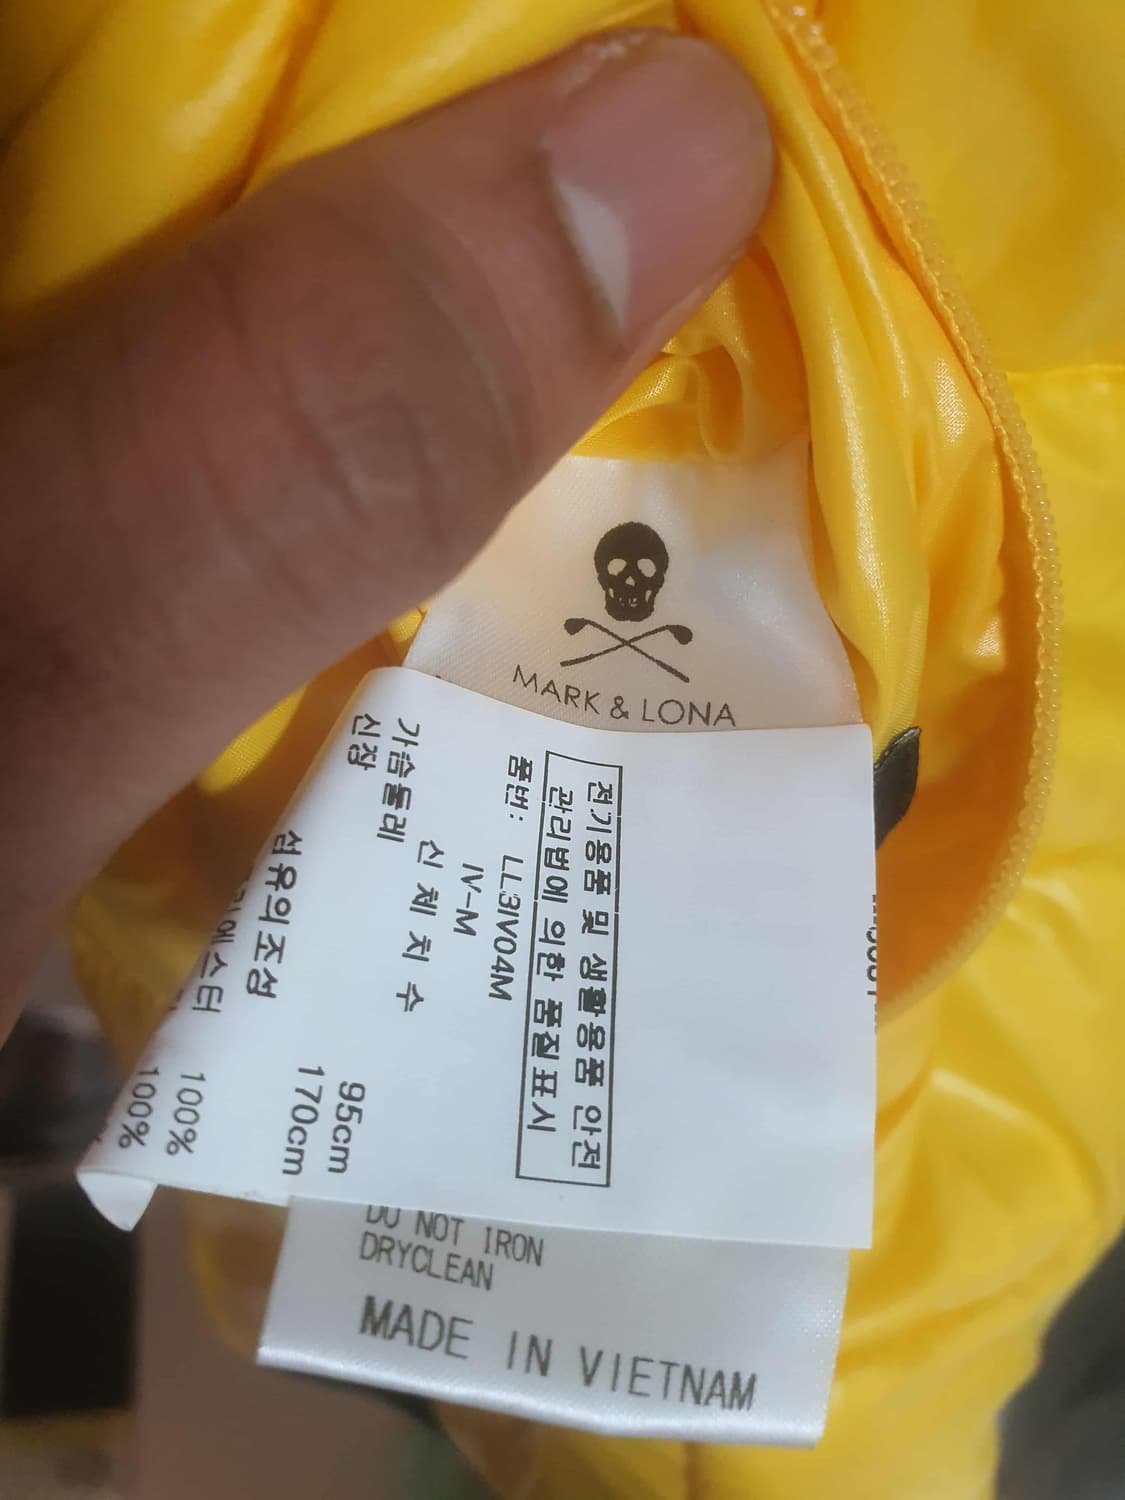 MARK & LONA
전기용품 및 생활용품 안전
관리법에 의한 품질표시
품번: LL3IV04M
IV-M
신 체 치 수
가슴둘레 95cm
신장 170cm
섬유의조성
100%
100%
DO NOT IRON
DRYCLEAN
MADE IN VIETNAM